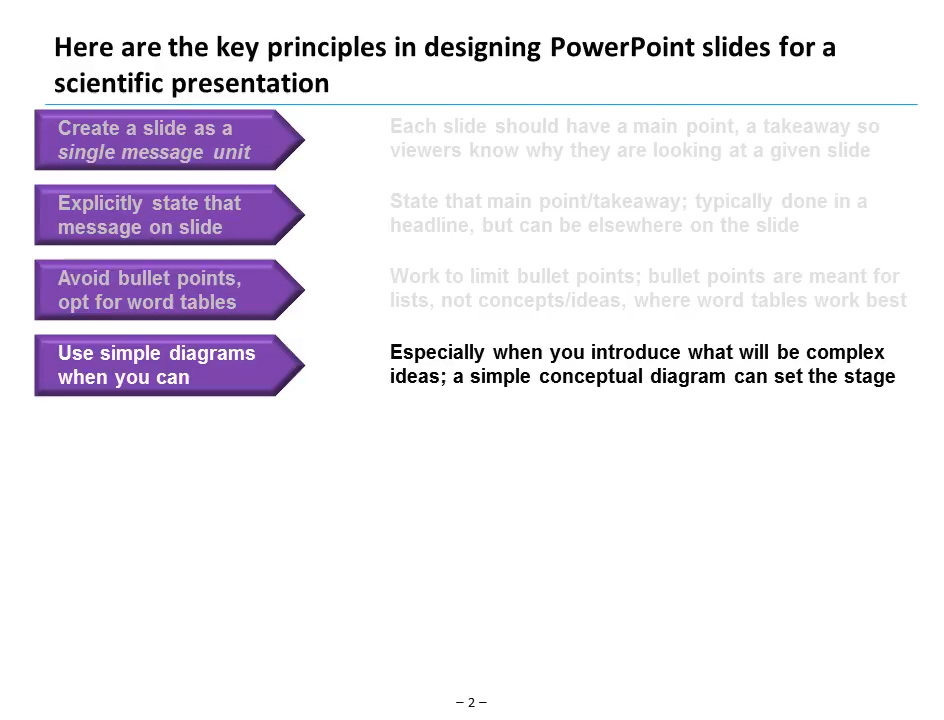 Here are the key principles in designing PowerPoint slides for a
scientific presentation
Create a slide as a
single message unit
Each slide should have a main point, a takeaway so
viewers know why they are looking at a given slide
Explicitly state that
message on slide
State that main point/takeaway; typically done in a
headline, but can be elsewhere on the slide
Avoid bullet points,
opt for word tables
Work to limit bullet points; bullet points are meant for
lists, not concepts/ideas, where word tables work best
Use simple diagrams
when you can
Especially when you introduce what will be complex
ideas; a simple conceptual diagram can set the stage
– 2 –